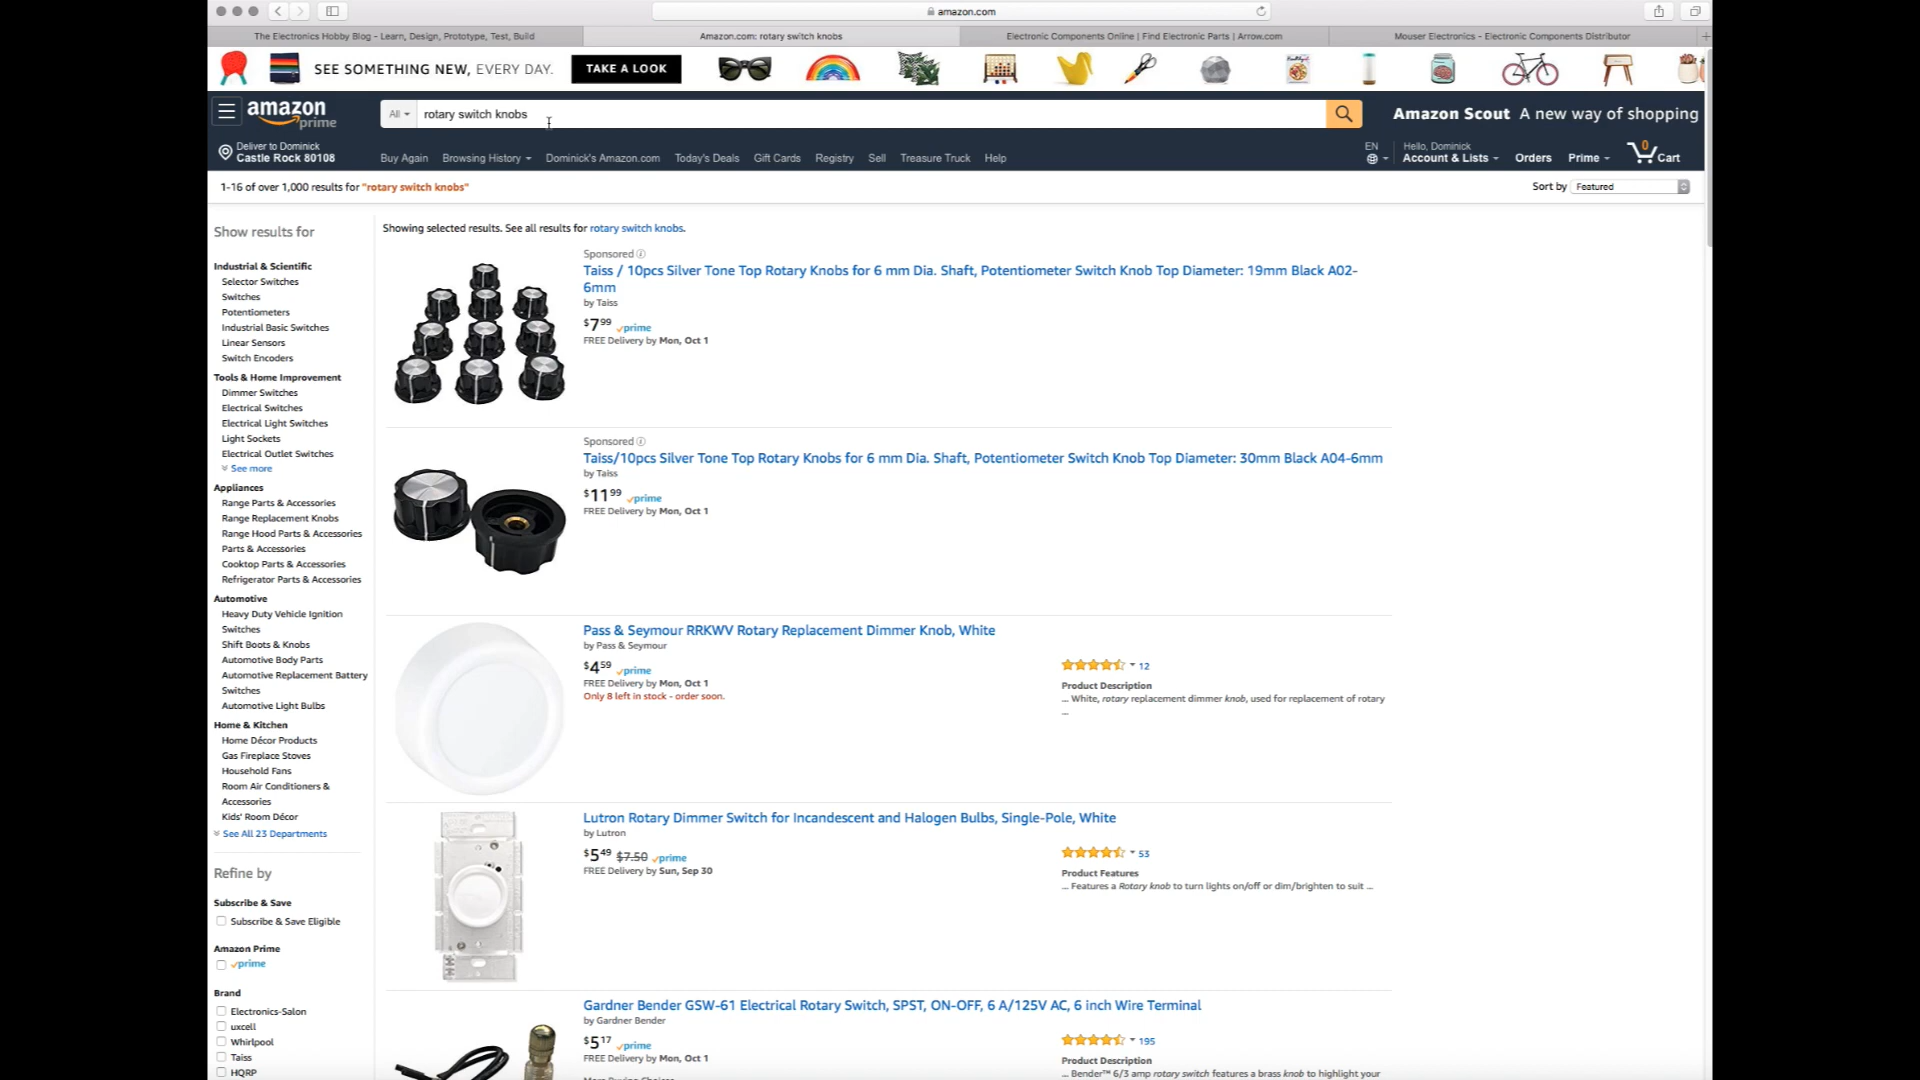 amazon.com
The Electronics Hobby Blog - Learn, Design, Prototype, Test, Build
Amazon.com: rotary switch knobs
Electronic Components Online | Find Electronic Parts | Arrow.com
Mouser Electronics - Electronic Components Distributor
SEE SOMETHING NEW, EVERY DAY.
TAKE A LOOK
amazon prime
All
rotary switch knobs
Amazon Scout A new way of shopping
Deliver to Dominick
Castle Rock 80108
Buy Again
Browsing History
Dominick's Amazon.com
Today's Deals
Gift Cards
Registry
Sell
Treasure Truck
Help
EN
Hello, Dominick
Account & Lists
Orders
Prime
0
Cart
1-16 of over 1,000 results for "rotary switch knobs"
Sort by Featured
Show results for
Industrial & Scientific
Selector Switches
Switches
Potentiometers
Industrial Basic Switches
Linear Sensors
Switch Encoders
Tools & Home Improvement
Dimmer Switches
Electrical Switches
Electrical Light Switches
Light Sockets
Electrical Outlet Switches
See more
Appliances
Range Parts & Accessories
Range Replacement Knobs
Range Hood Parts & Accessories
Parts & Accessories
Cooktop Parts & Accessories
Refrigerator Parts & Accessories
Automotive
Heavy Duty Vehicle Ignition
Switches
Shift Boots & Knobs
Automotive Body Parts
Automotive Replacement Battery
Switches
Automotive Light Bulbs
Home & Kitchen
Home Décor Products
Gas Fireplace Stoves
Household Fans
Room Air Conditioners &
Accessories
Kids' Room Décor
See All 23 Departments
Refine by
Subscribe & Save
Subscribe & Save Eligible
Amazon Prime
prime
Brand
Electronics-Salon
uxcell
Whirlpool
Taiss
HQRP
Showing selected results. See all results for rotary switch knobs.
Sponsored
Taiss / 10pcs Silver Tone Top Rotary Knobs for 6 mm Dia. Shaft, Potentiometer Switch Knob Top Diameter: 19mm Black A02-
6mm
by Taiss
$7 99 prime
FREE Delivery by Mon, Oct 1
Sponsored
Taiss/10pcs Silver Tone Top Rotary Knobs for 6 mm Dia. Shaft, Potentiometer Switch Knob Top Diameter: 30mm Black A04-6mm
by Taiss
$11 99 prime
FREE Delivery by Mon, Oct 1
Pass & Seymour RRKWV Rotary Replacement Dimmer Knob, White
by Pass & Seymour
$4 59 prime
FREE Delivery by Mon, Oct 1
Only 8 left in stock - order soon.
12
Product Description
... White, rotary replacement dimmer knob, used for replacement of rotary
...
Lutron Rotary Dimmer Switch for Incandescent and Halogen Bulbs, Single-Pole, White
by Lutron
$5 49 $7.50 prime
FREE Delivery by Sun, Sep 30
53
Product Features
... Features a Rotary knob to turn lights on/off or dim/brighten to suit ...
Gardner Bender GSW-61 Electrical Rotary Switch, SPST, ON-OFF, 6 A/125V AC, 6 inch Wire Terminal
by Gardner Bender
$5 17 prime
FREE Delivery by Mon, Oct 1
195
Product Description
... Bender™ 6/3 amp rotary switch features a brass knob to highlight your